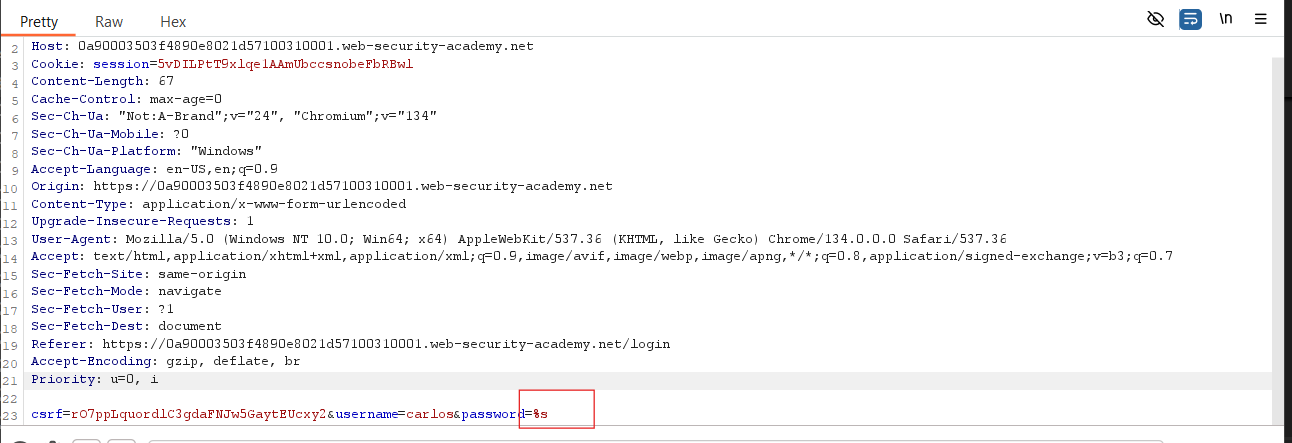 Pretty Raw Hex \n
2 Host: 0a90003503f4890e8021d57100310001.web-security-academy.net
3 Cookie: session=5vDILPtT9xlqe1AAmUbccsnobeFbRBwl
4 Content-Length: 67
5 Cache-Control: max-age=0
6 Sec-Ch-Ua: "Not:A-Brand";v="24", "Chromium";v="134"
7 Sec-Ch-Ua-Mobile: ?0
8 Sec-Ch-Ua-Platform: "Windows"
9 Accept-Language: en-US,en;q=0.9
10 Origin: https://0a90003503f4890e8021d57100310001.web-security-academy.net
11 Content-Type: application/x-www-form-urlencoded
12 Upgrade-Insecure-Requests: 1
13 User-Agent: Mozilla/5.0 (Windows NT 10.0; Win64; x64) AppleWebKit/537.36 (KHTML, like Gecko) Chrome/134.0.0.0 Safari/537.36
14 Accept: text/html,application/xhtml+xml,application/xml;q=0.9,image/avif,image/webp,image/apng,*/*;q=0.8,application/signed-exchange;v=b3;q=0.7
15 Sec-Fetch-Site: same-origin
16 Sec-Fetch-Mode: navigate
17 Sec-Fetch-User: ?1
18 Sec-Fetch-Dest: document
19 Referer: https://0a90003503f4890e8021d57100310001.web-security-academy.net/login
20 Accept-Encoding: gzip, deflate, br
21 Priority: u=0, i
22
23 csrf=rO7ppLquordlC3gdaFNJw5GaytEUcxy2&username=carlos&password=%s